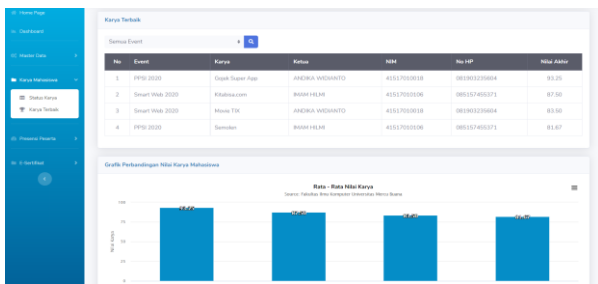 Home Page
Dashboard
Master Data
Karya Mahasiswa
Status Karya
Karya Terbaik
Presensi Peserta
E-Sertifikat
Karya Terbaik
Semua Event
No Event Karya Ketua NIM No HP Nilai Akhir
1 PPSI 2020 Gojek Super App ANDIKA WIDIANTO 41517010018 081903235604 93.25
2 Smart Web 2020 Kitabisa.com IMAM HILMI 41517010106 085157455371 87.50
3 Smart Web 2020 Movie TIX ANDIKA WIDIANTO 41517010018 081903235604 83.50
4 PPSI 2020 IMAM HILMI 41517010106 085157455371 81.67
Grafik Perbandingan Nilai Karya Mahasiswa
Rata - Rata Nilai Karya
Source: Fakultas Ilmu Komputer Universitas Mercu Buana
Nilai Karya
100
75
50
25
0